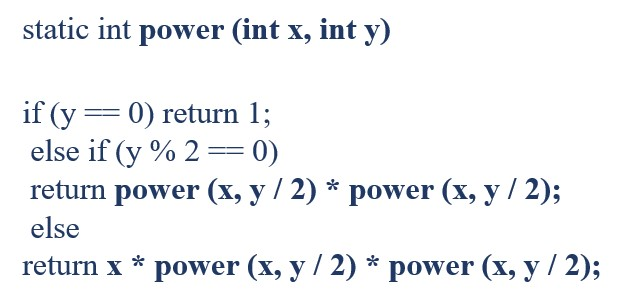 static int power (int x, int y)
if (y == 0) return 1;
else if (y % 2 == 0)
return power (x, y / 2) * power (x, y / 2);
else
return x * power (x, y / 2) * power (x, y / 2);